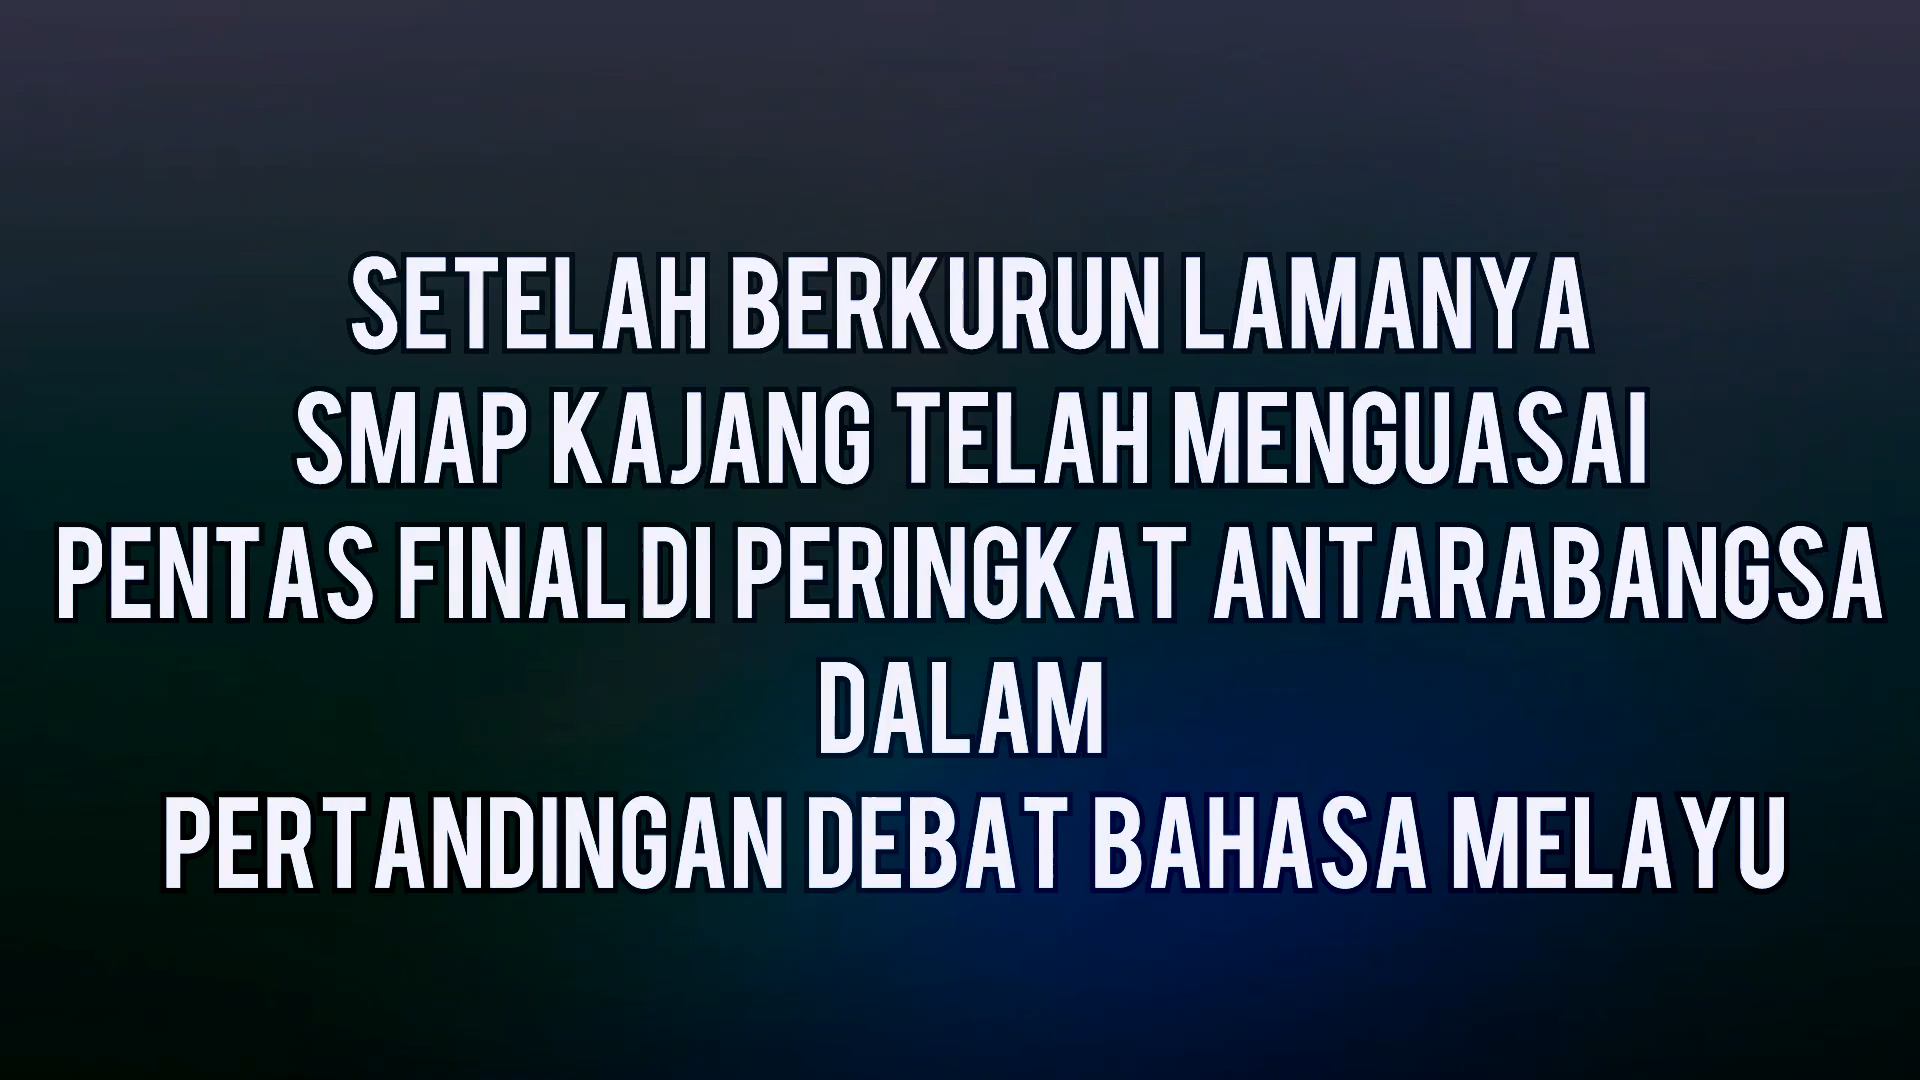 SETELAH BERKURUN LAMANYA
SMAP KAJANG TELAH MENGUASAI
PENTAS FINAL DI PERINGKAT ANTARABANGSA
DALAM
PERTANDINGAN DEBAT BAHASA MELAYU